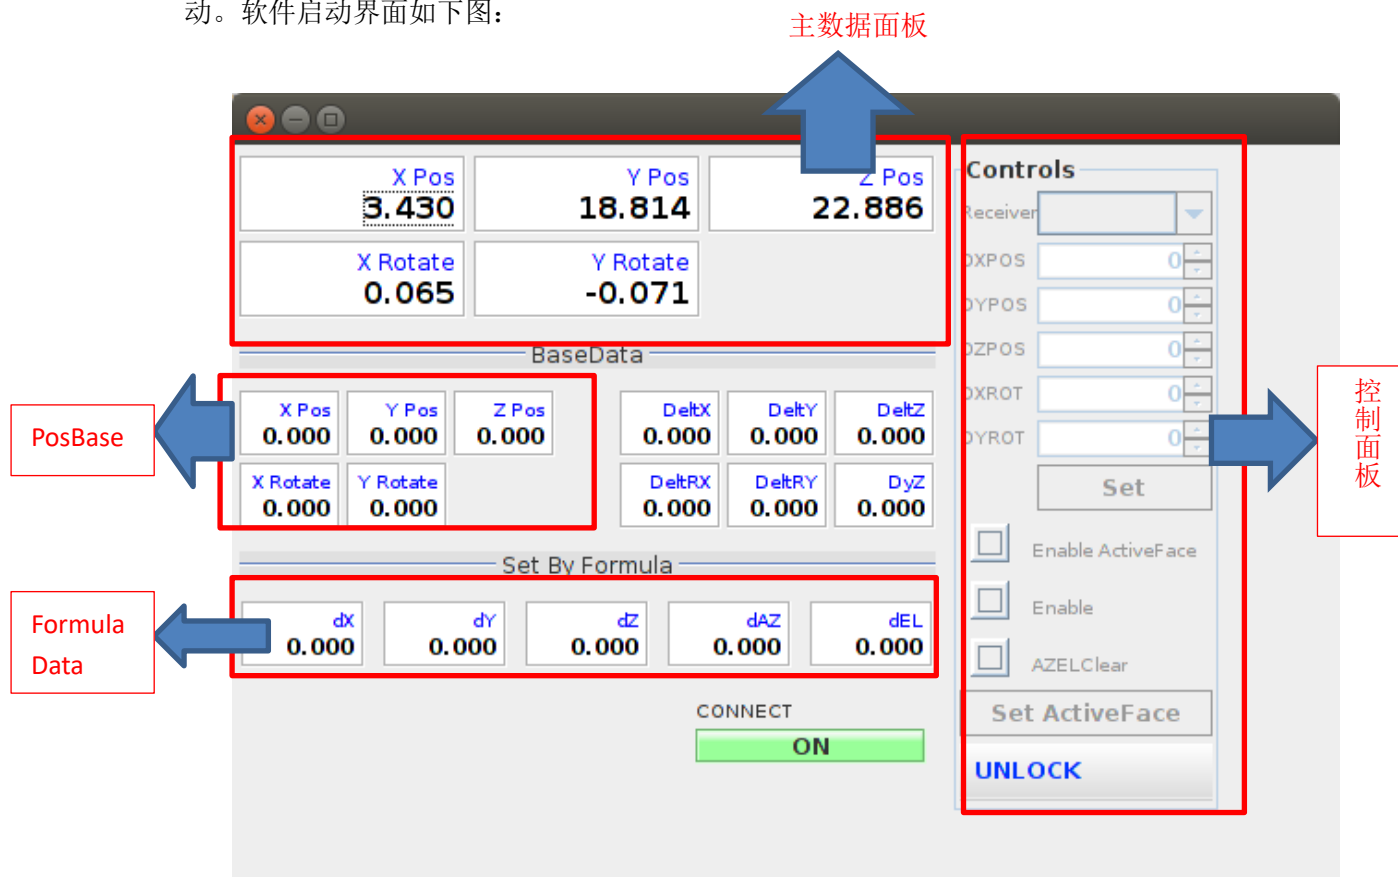 动。软件启动界面如下图：
主数据面板
X Pos
3.430
Y Pos
18.814
Z Pos
22.886
X Rotate
0.065
Y Rotate
-0.071
BaseData
PosBase
X Pos
0.000
Y Pos
0.000
Z Pos
0.000
X Rotate
0.000
Y Rotate
0.000
DeltX
0.000
DeltY
0.000
DeltZ
0.000
DeltRX
0.000
DeltRY
0.000
DyZ
0.000
Set By Formula
Formula
Data
dX
0.000
dY
0.000
dZ
0.000
dAZ
0.000
dEL
0.000
CONNECT
ON
Controls
Receiver
DXPOS 0
DYPOS 0
DZPOS 0
DXROT 0
DYROT 0
Set
Enable ActiveFace
Enable
AZELClear
Set ActiveFace
UNLOCK
控制面板